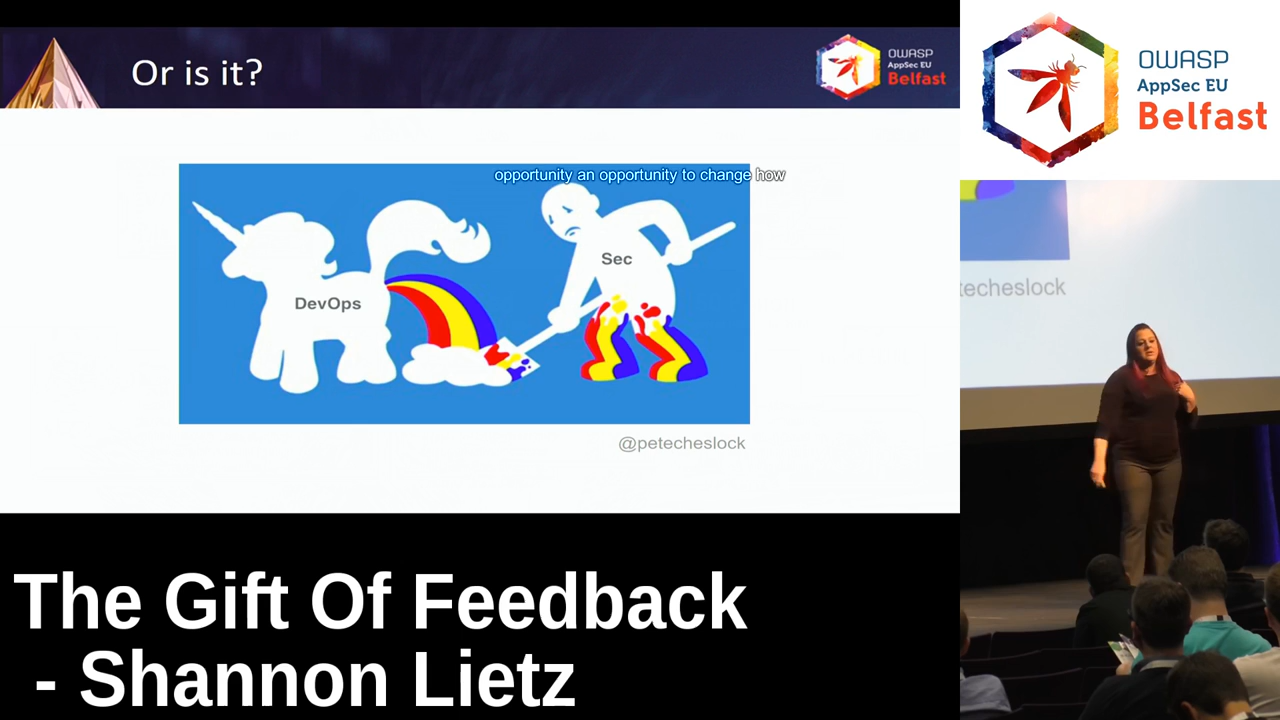 Or is it?
OWASP
AppSec EU
Belfast
opportunity an opportunity to change how
DevOps
Sec
@petecheslock
The Gift Of Feedback
- Shannon Lietz
OWASP
AppSec EU
Belfast
techeslock